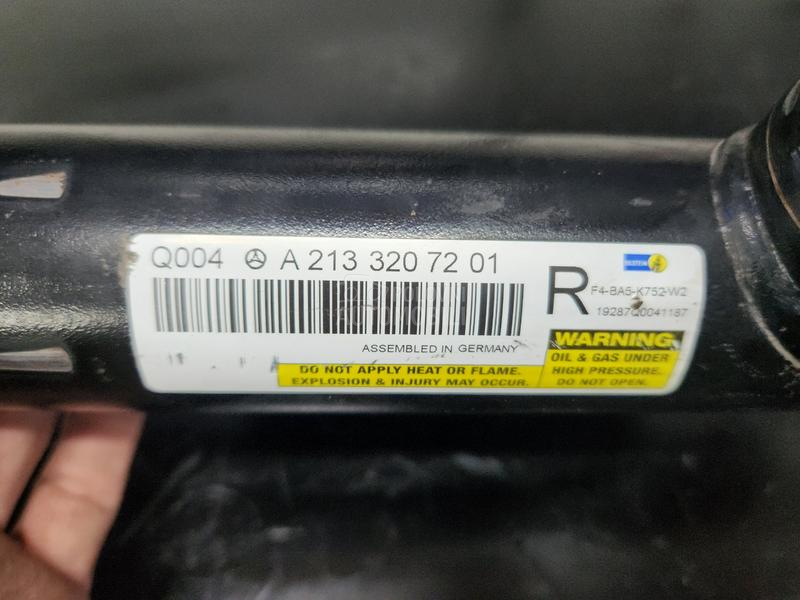 Q004 A 213 320 72 01
R
BILSTEIN
F4-BA5-K752-W2
19287Q0041187
ASSEMBLED IN GERMANY
DO NOT APPLY HEAT OR FLAME.
EXPLOSION & INJURY MAY OCCUR.
WARNING
OIL & GAS UNDER
HIGH PRESSURE.
DO NOT OPEN.